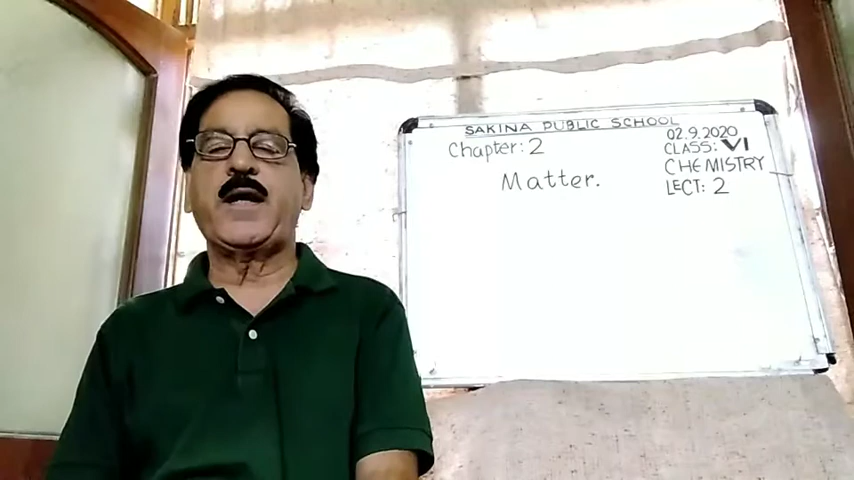 SAKINA PUBLIC SCHOOL
02.9.2020
Chapter: 2
CLASS: VI
CHEMISTRY
Matter.
LECT: 2